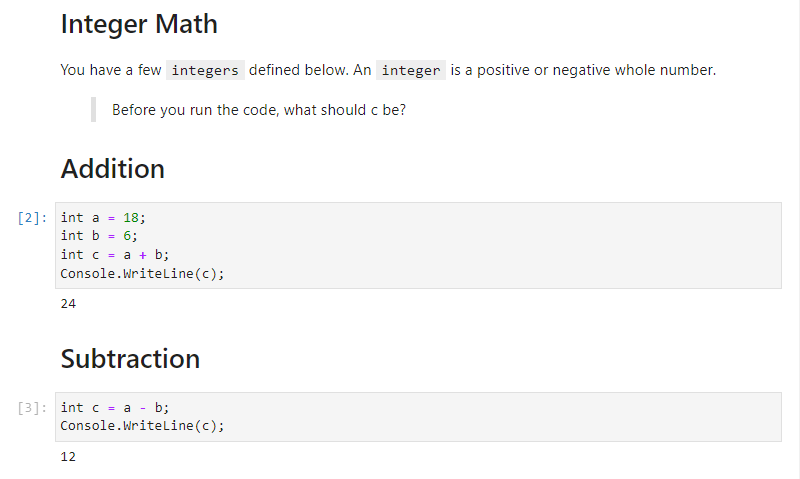 Integer Math
You have a few integers defined below. An integer is a positive or negative whole number.
Before you run the code, what should c be?
Addition
[2]: int a = 18;
int b = 6;
int c = a + b;
Console.WriteLine(c);
24
Subtraction
[3]: int c = a - b;
Console.WriteLine(c);
12